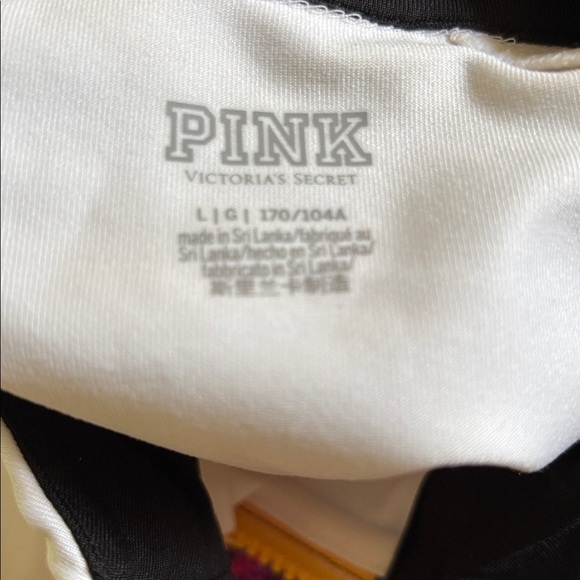 PINK
VICTORIA'S SECRET
L | G | 170/104A
made in Sri Lanka/fabriqué au
Sri Lanka/hecho en Sri Lanka/
fabbricato in Sri Lanka/
斯里兰卡制造